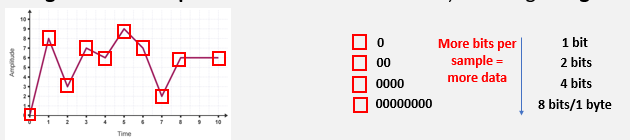 Amplitude
10
9
8
7
6
5
4
3
2
1
0 1 2 3 4 5 6 7 8 9 10
Time
0
00
0000
00000000
More bits per
sample =
more data
1 bit
2 bits
4 bits
8 bits/1 byte